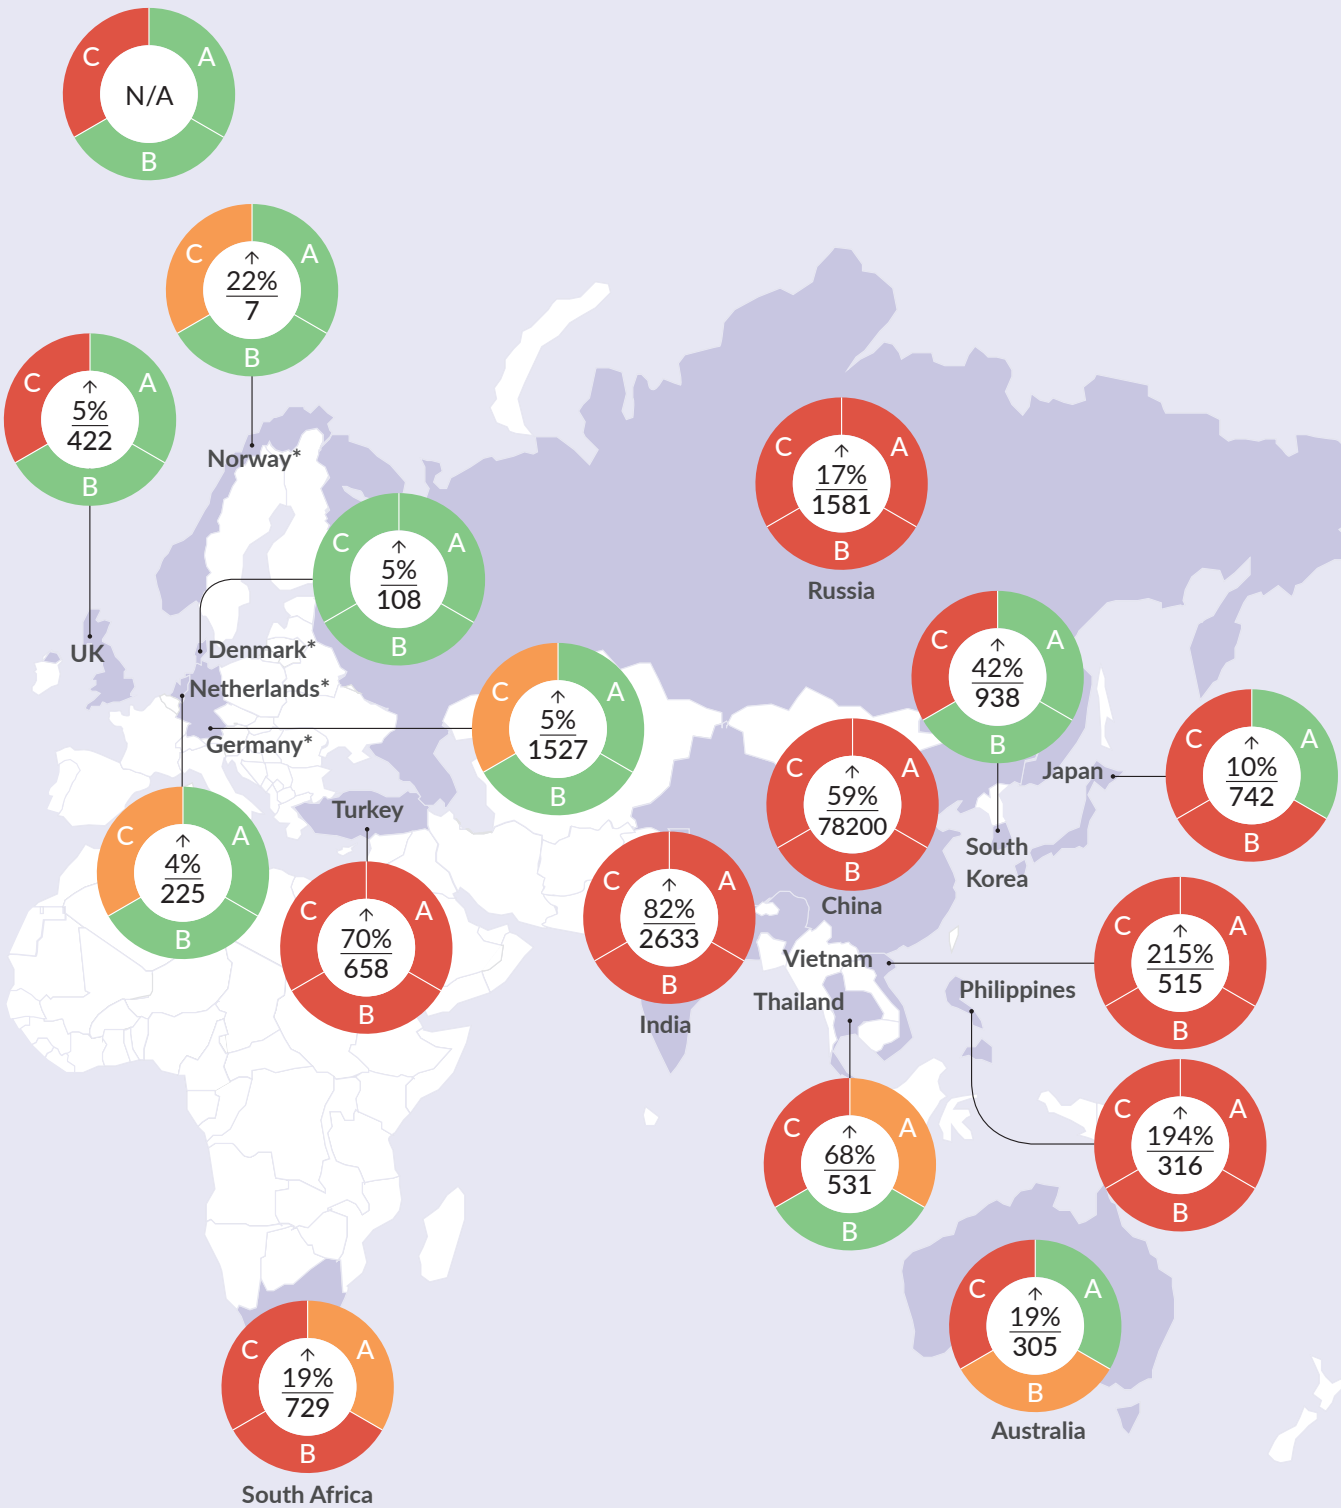 C
A
N/A
B
C
A
↑
22%
7
B
Norway*
C
A
↑
5%
422
B
UK
C
A
↑
17%
1581
B
Russia
C
A
↑
5%
108
B
Denmark*
Netherlands*
Germany*
C
A
↑
5%
1527
B
C
A
↑
42%
938
B
South
Korea
C
A
↑
59%
78200
B
China
Japan
C
A
↑
10%
742
B
C
A
↑
4%
225
B
Turkey
C
A
↑
70%
658
B
C
A
↑
82%
2633
B
India
Vietnam
C
A
↑
215%
515
B
Thailand
Philippines
C
A
↑
68%
531
B
C
A
↑
194%
316
B
C
A
↑
19%
305
B
Australia
C
A
↑
19%
729
B
South Africa